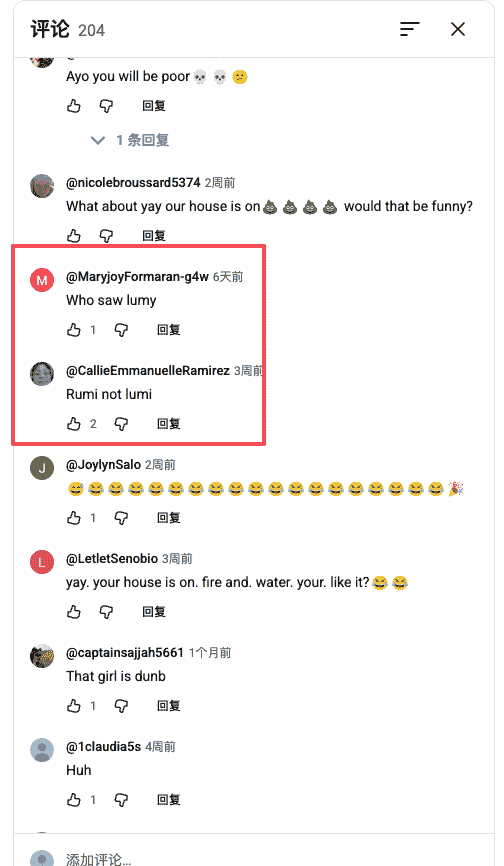 评论 204
Ayo you will be poor💀 💀 🫤
回复
1 条回复
@nicolebroussard5374 2周前
What about yay our house is on💩 💩 💩 💩 would that be funny?
回复
M
@MaryjoyFormaran-g4w 6天前
Who saw lumy
1 回复
@CallieEmmanuelleRamirez 3周前
Rumi not lumi
2 回复
J
@JoylynSalo 2周前
😅 😂 😂 😂 😂 😂 😂 😂 😂 😂 😂 😂 😂 😂 😂 😂 😂 😂 😂 🎉
1 回复
L
@LetletSenobio 3周前
yay. your house is on. fire and. water. your. like it?😂 😂
回复
@captainsajjah5661 1个月前
That girl is dunb
1 回复
@1claudia5s 4周前
Huh
1 回复
添加评论...